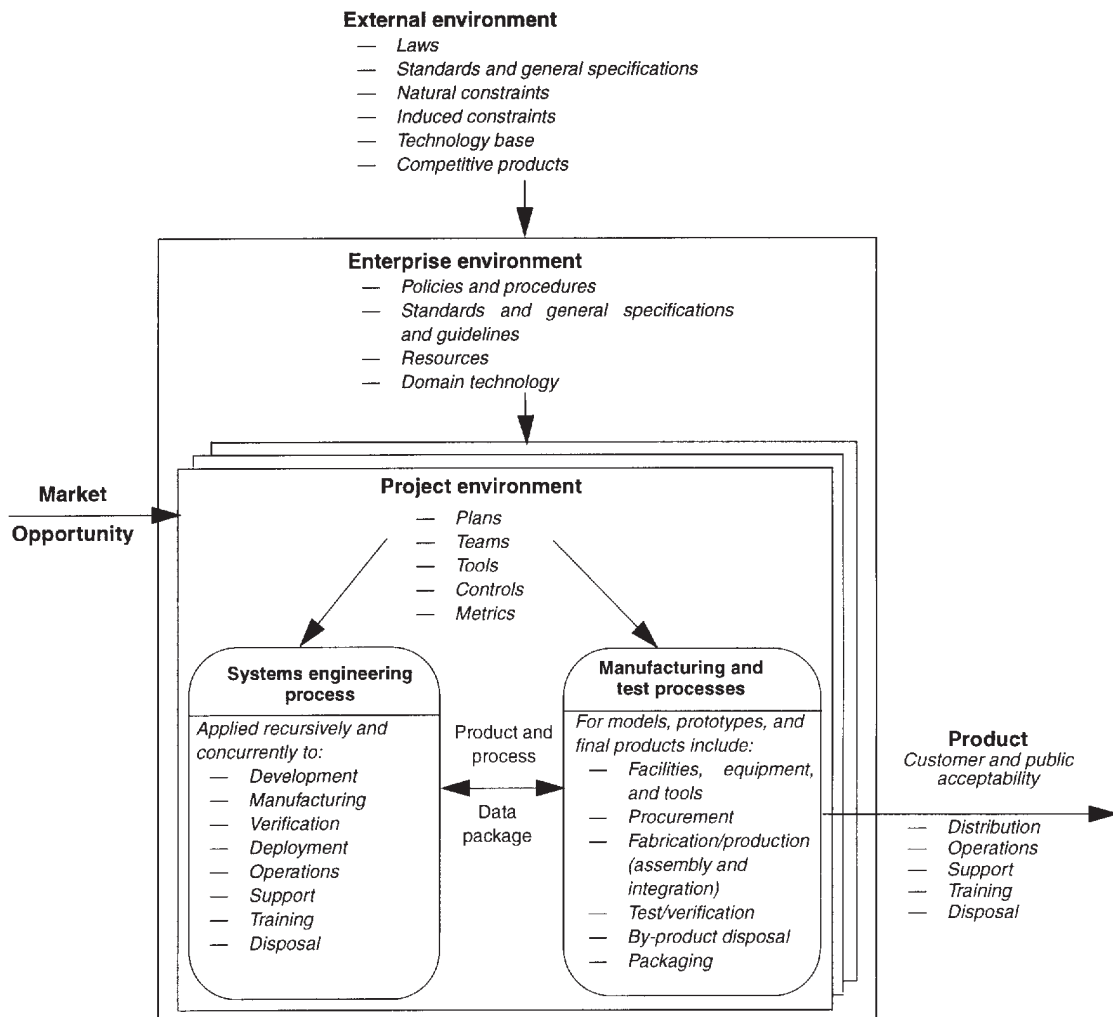 External environment
— Laws
— Standards and general specifications
— Natural constraints
— Induced constraints
— Technology base
— Competitive products
Enterprise environment
— Policies and procedures
— Standards and general specifications
and guidelines
— Resources
— Domain technology
Market
Opportunity
Project environment
— Plans
— Teams
— Tools
— Controls
— Metrics
Systems engineering
process
Applied recursively and
concurrently to:
— Development
— Manufacturing
— Verification
— Deployment
— Operations
— Support
— Training
— Disposal
Product and
process
Data
package
Manufacturing and
test processes
For models, prototypes, and
final products include:
— Facilities, equipment,
and tools
— Procurement
— Fabrication/production
(assembly and
integration)
— Test/verification
— By-product disposal
— Packaging
Product
Customer and public
acceptability
— Distribution
— Operations
— Support
— Training
— Disposal